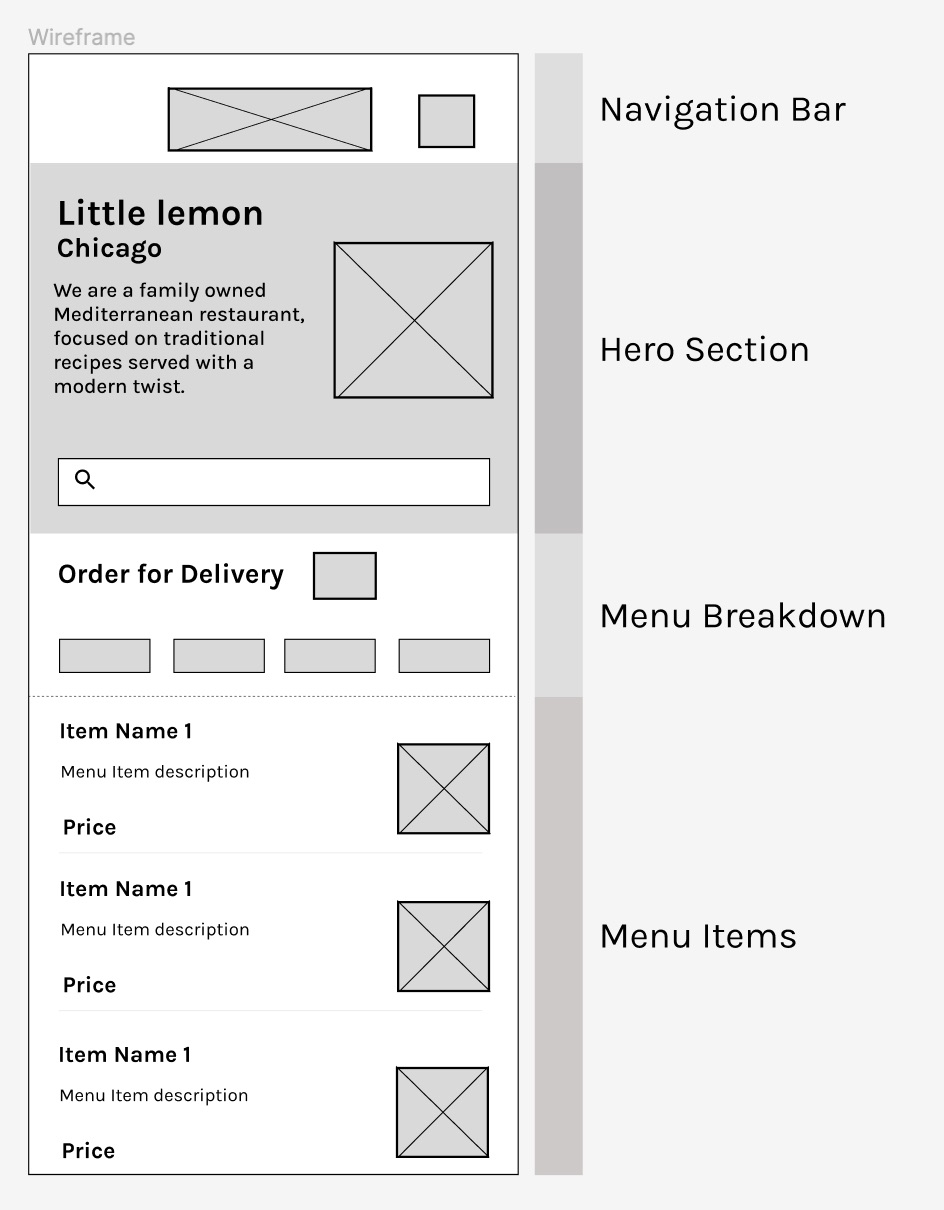 Wireframe
Navigation Bar
Little lemon
Chicago
We are a family owned
Mediterranean restaurant,
focused on traditional
recipes served with a
modern twist.
Hero Section
Order for Delivery
Menu Breakdown
Item Name 1
Menu Item description
Price
Item Name 1
Menu Item description
Price
Menu Items
Item Name 1
Menu Item description
Price